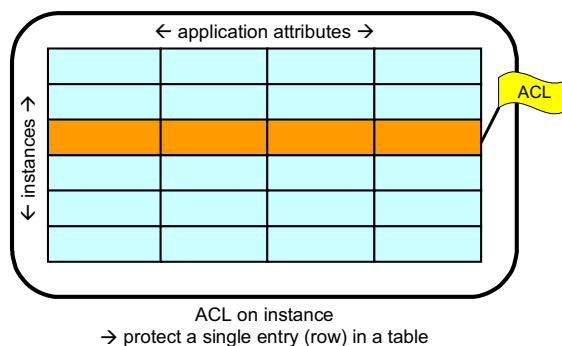 ← application attributes →
← instances →
ACL
ACL on instance
→ protect a single entry (row) in a table